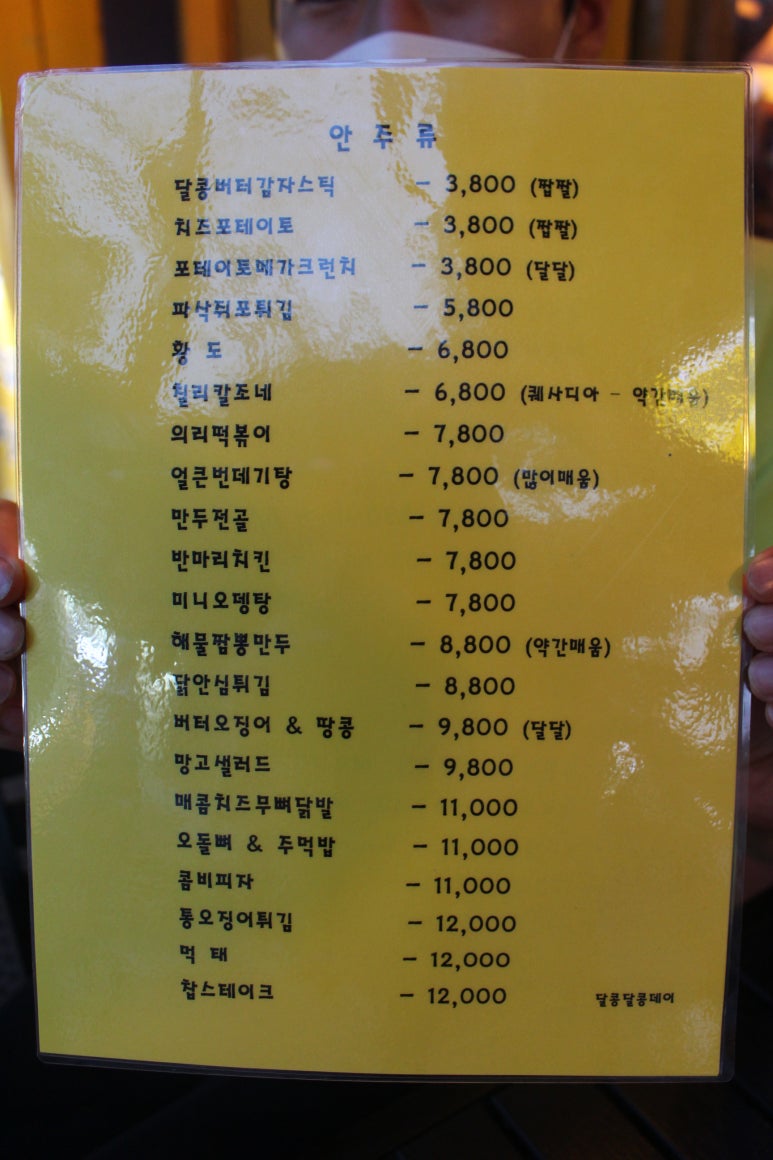 안 주 류
달콩버터감자스틱 - 3,800 (짭짤)
치즈포테이토 - 3,800 (짭짤)
포테이토메가크런치 - 3,800 (달달)
파삭쥐포튀김 - 5,800
황 도 - 6,800
칠리칼조네 - 6,800 (퀘사디아 - 약간매움)
의리떡볶이 - 7,800
얼큰번데기탕 - 7,800 (많이매움)
만두전골 - 7,800
반마리치킨 - 7,800
미니오뎅탕 - 7,800
해물짬뽕만두 - 8,800 (약간매움)
닭안심튀김 - 8,800
버터오징어 & 땅콩 - 9,800 (달달)
망고샐러드 - 9,800
매콤치즈무뼈닭발 - 11,000
오돌뼈 & 주먹밥 - 11,000
콤비피자 - 11,000
통오징어튀김 - 12,000
먹 태 - 12,000
찹스테이크 - 12,000
달콩달콩데이